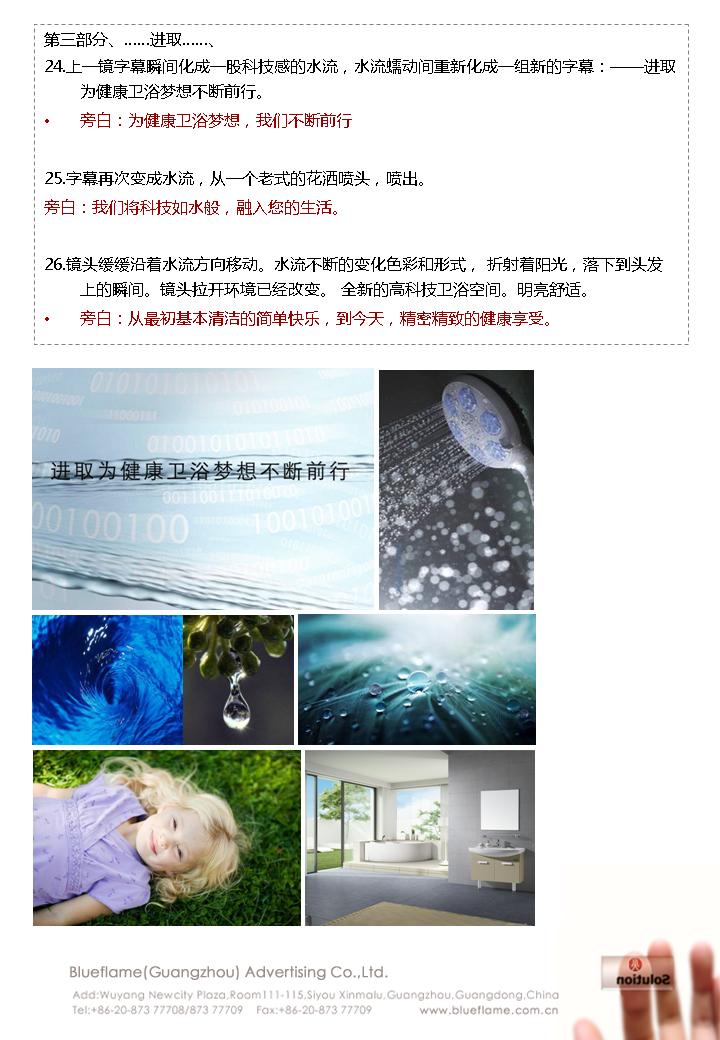 第三部分、……进取……、
24.上一镜字幕瞬间化成一股科技感的水流，水流蠕动间重新化成一组新的字幕：——进取
为健康卫浴梦想不断前行。
• 旁白：为健康卫浴梦想，我们不断前行
25.字幕再次变成水流，从一个老式的花洒喷头，喷出。
旁白：我们将科技如水般，融入您的生活。
26.镜头缓缓沿着水流方向移动。水流不断的变化色彩和形式， 折射着阳光，落下到头发
上的瞬间。镜头拉开环境已经改变。 全新的高科技卫浴空间。明亮舒适。
• 旁白：从最初基本清洁的简单快乐，到今天，精密精致的健康享受。
010101010101
11000111
01001010101010
进取为健康卫浴梦想不断前行
00100100
Blueflame(Guangzhou) Advertising Co.,Ltd.
Add:Wuyang Newcity Plaza,Room111-115,Siyou Xinmalu,Guangzhou,Guangdong,China
Tel:+86-20-873 77708/873 77709 Fax:+86-20-873 77709 www.blueflame.com.cn
Solution